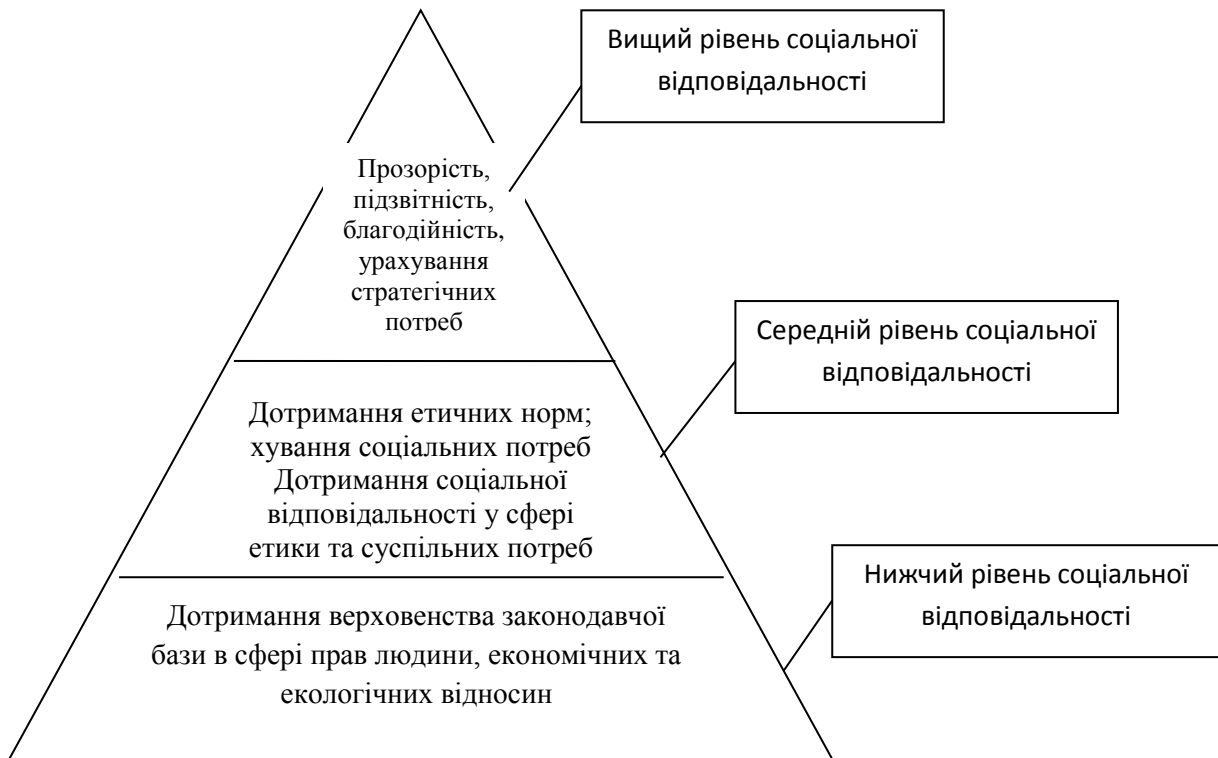 Вищий рівень соціальної
відповідальності
Прозорість,
підзвітність,
благодійність,
урахування
стратегічних
потреб
Середній рівень соціальної
відповідальності
Дотримання етичних норм;
хування соціальних потреб
Дотримання соціальної
відповідальності у сфері
етики та суспільних потреб
Нижчий рівень соціальної
відповідальності
Дотримання верховенства законодавчої
бази в сфері прав людини, економічних та
екологічних відносин